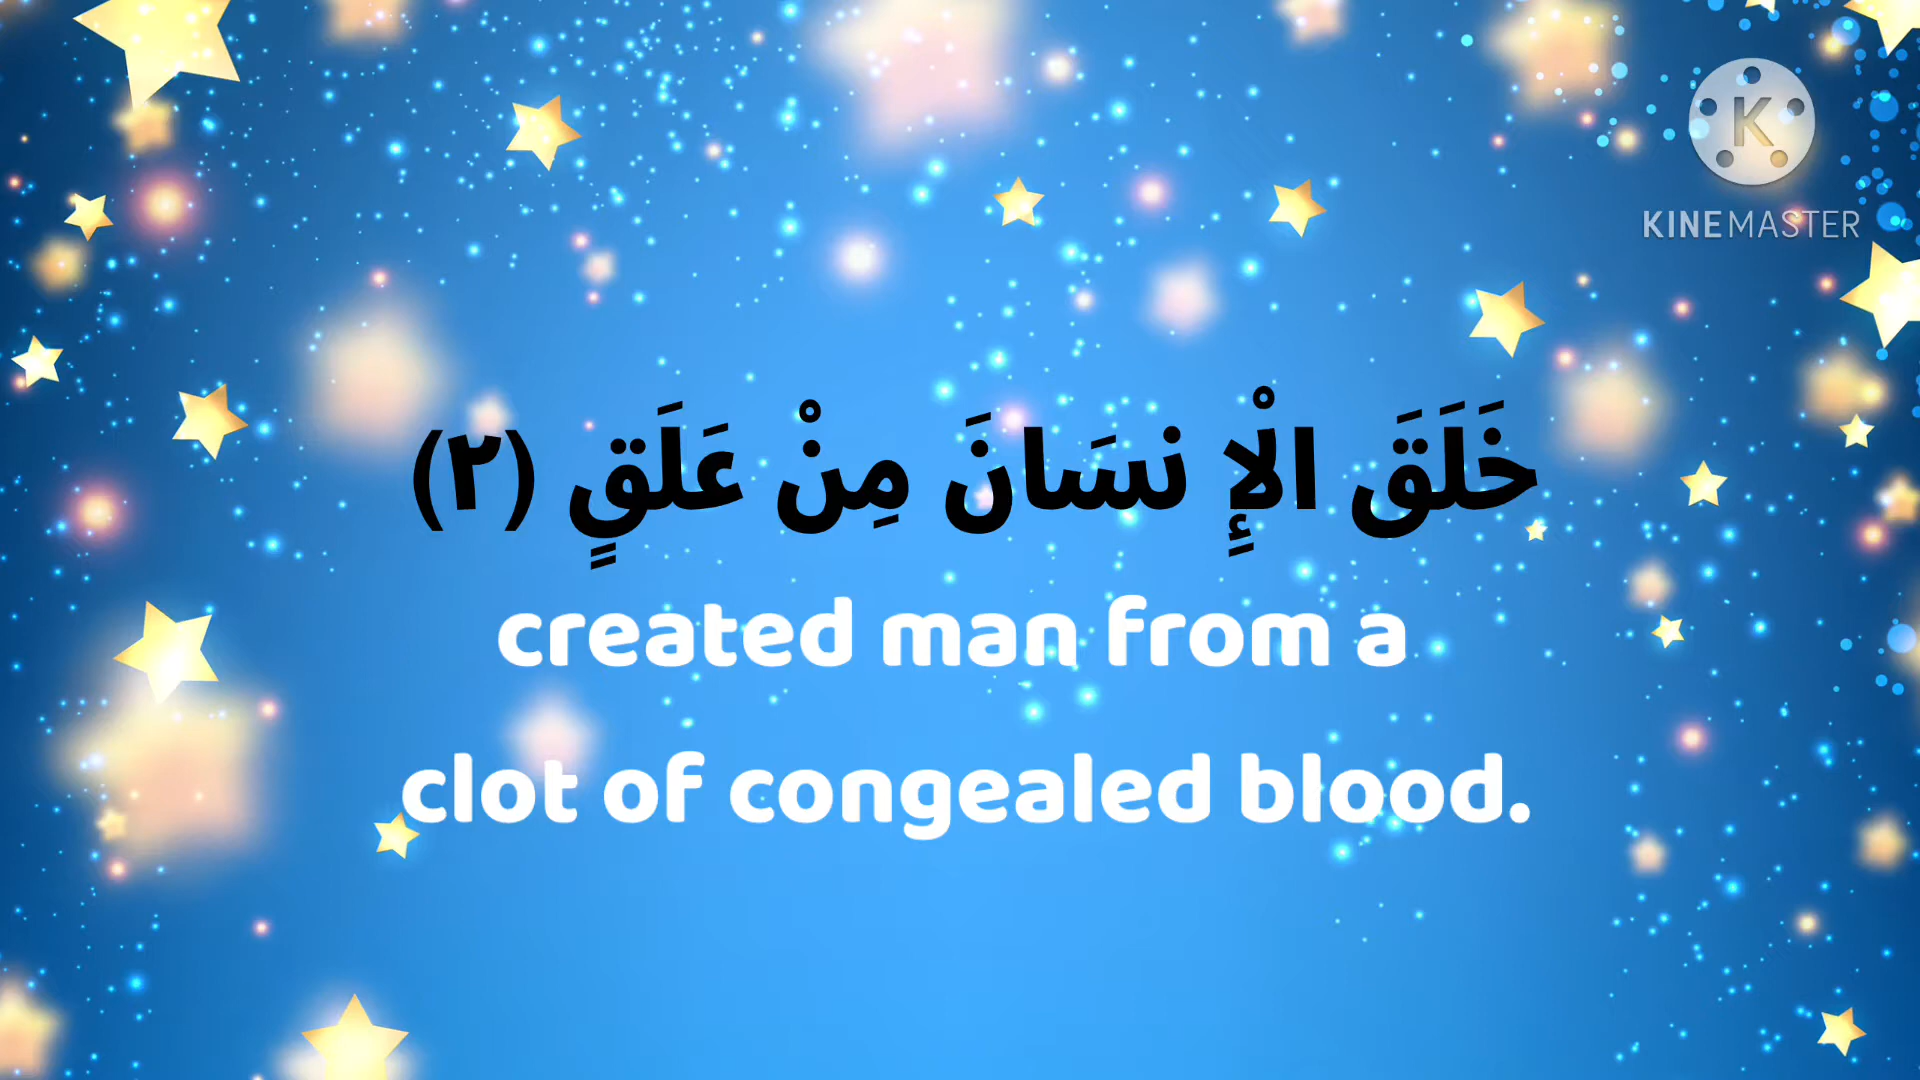 K
KINEMASTER
خَلَقَ الْإِ نسَانَ مِنْ عَلَقٍ (٢)
created man from a
clot of congealed blood.